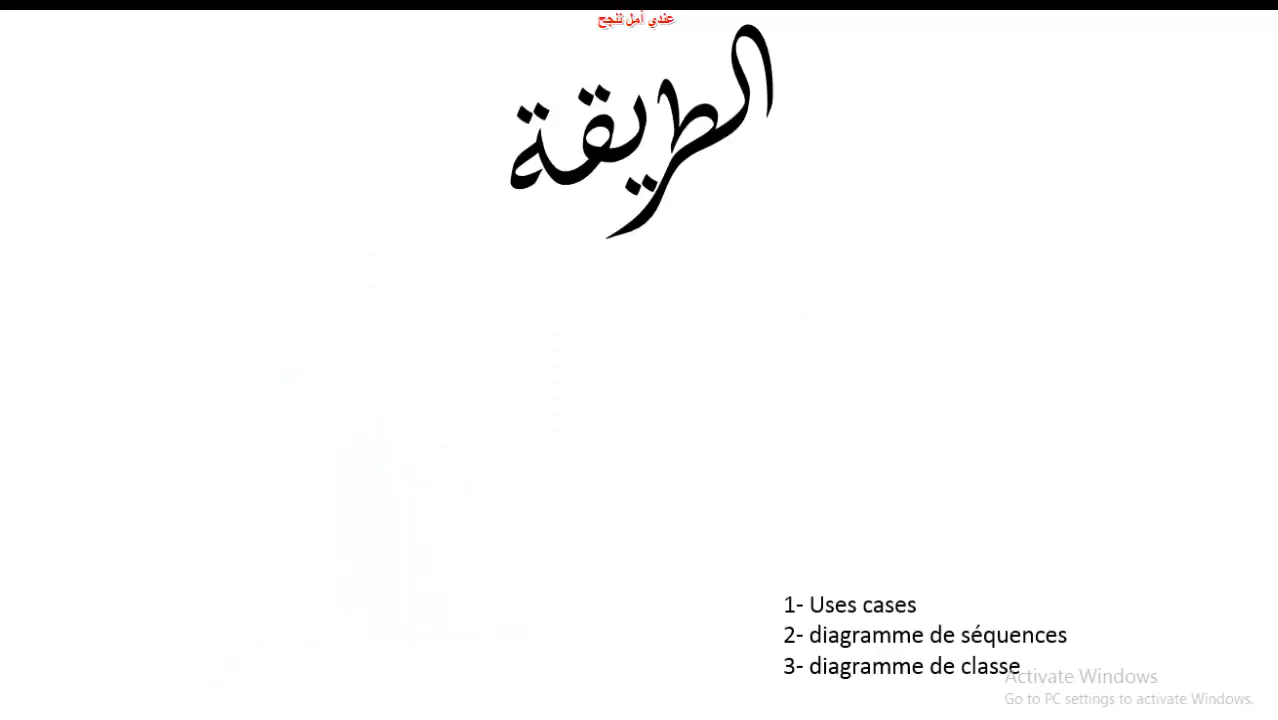 عندي أمل ننجح
الطريقة
1- Uses cases
2- diagramme de séquences
3- diagramme de classe
Activate Windows
Go to PC settings to activate Windows.